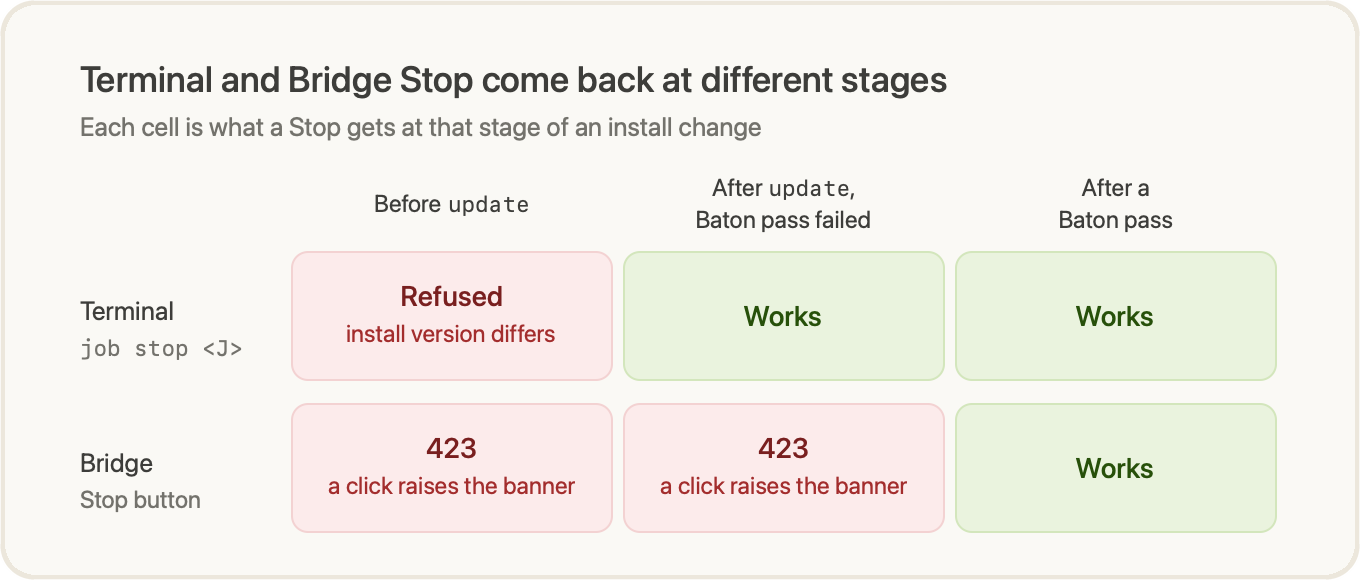 Terminal and Bridge Stop come back at different stages
Each cell is what a Stop gets at that stage of an install change
Before update
After update,
Baton pass failed
After a
Baton pass
Terminal
job stop <J>
Refused
install version differs
Works
Works
Bridge
Stop button
423
a click raises the banner
423
a click raises the banner
Works